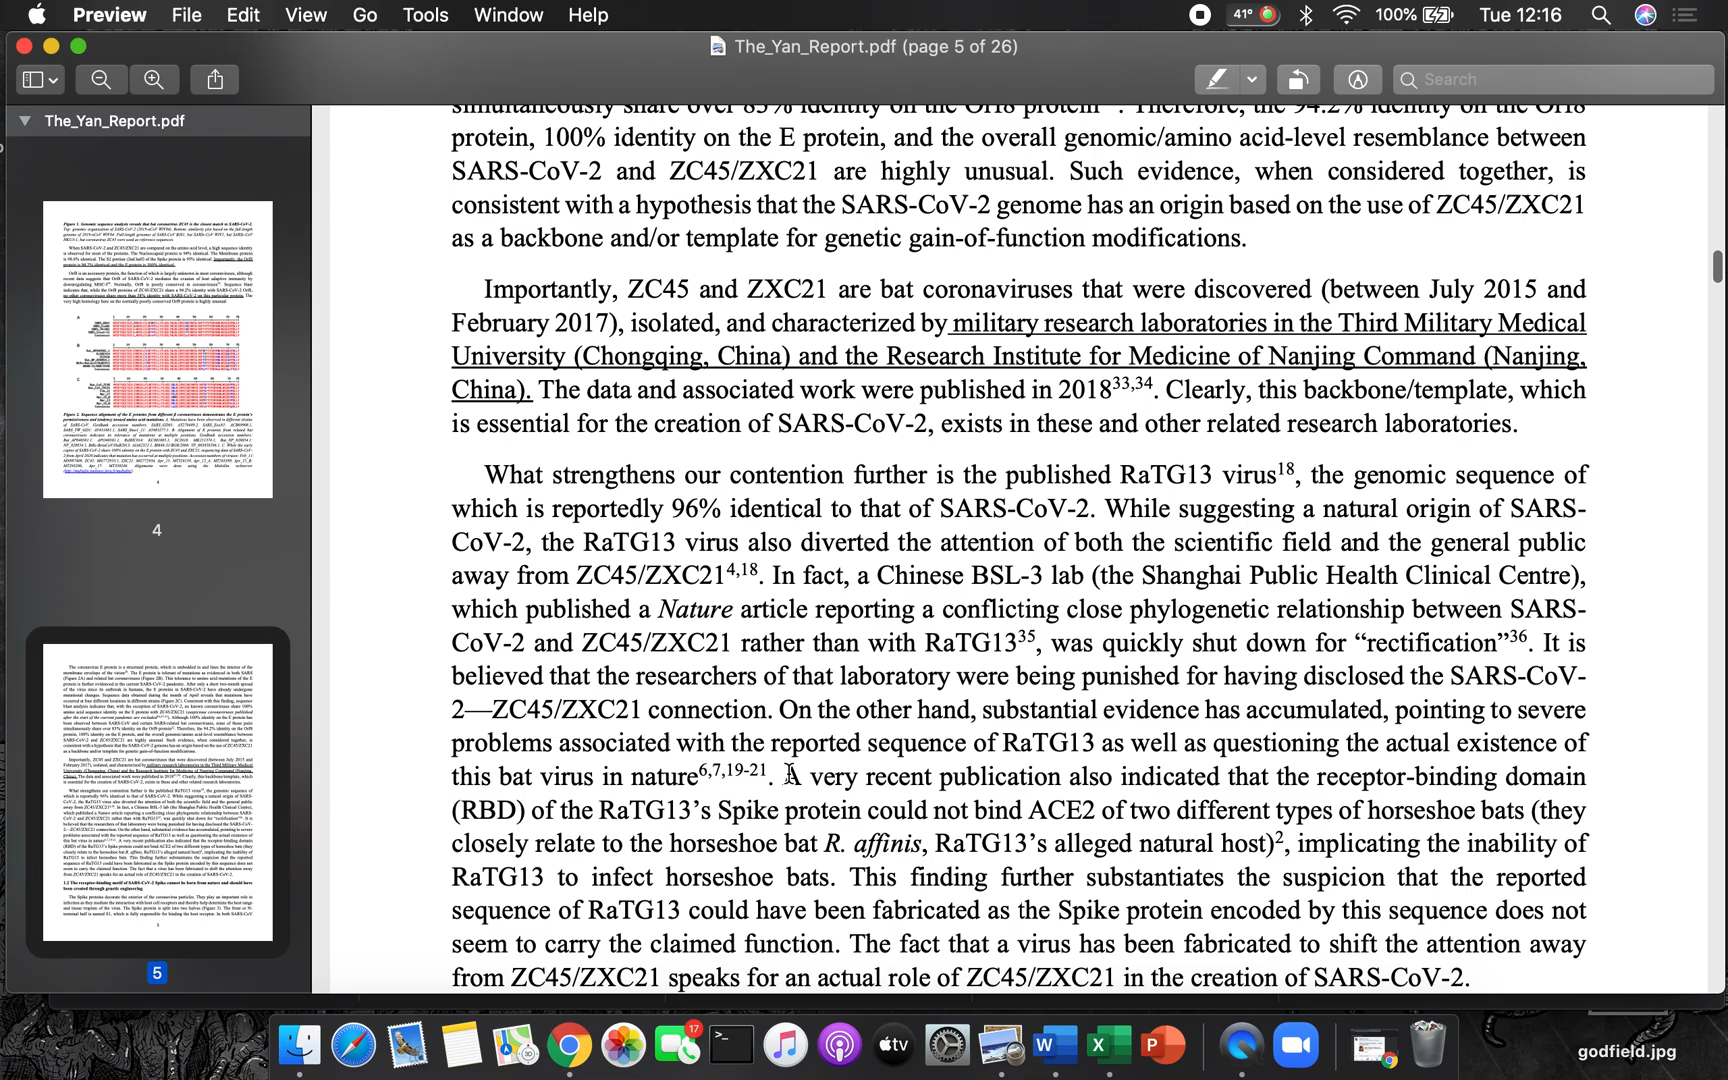 Preview File Edit View Go Tools Window Help 41° 100% Tue 12:16
The_Yan_Report.pdf (page 5 of 26)
Search
The_Yan_Report.pdf
4
5
simultaneously share over 85% identity on the Orf8 protein . Therefore, the 94.2% identity on the Orf8
protein, 100% identity on the E protein, and the overall genomic/amino acid-level resemblance between
SARS-CoV-2 and ZC45/ZXC21 are highly unusual. Such evidence, when considered together, is
consistent with a hypothesis that the SARS-CoV-2 genome has an origin based on the use of ZC45/ZXC21
as a backbone and/or template for genetic gain-of-function modifications.
Importantly, ZC45 and ZXC21 are bat coronaviruses that were discovered (between July 2015 and
February 2017), isolated, and characterized by military research laboratories in the Third Military Medical
University (Chongqing, China) and the Research Institute for Medicine of Nanjing Command (Nanjing,
China). The data and associated work were published in 201833,34. Clearly, this backbone/template, which
is essential for the creation of SARS-CoV-2, exists in these and other related research laboratories.
What strengthens our contention further is the published RaTG13 virus18, the genomic sequence of
which is reportedly 96% identical to that of SARS-CoV-2. While suggesting a natural origin of SARS-
CoV-2, the RaTG13 virus also diverted the attention of both the scientific field and the general public
away from ZC45/ZXC214,18. In fact, a Chinese BSL-3 lab (the Shanghai Public Health Clinical Centre),
which published a Nature article reporting a conflicting close phylogenetic relationship between SARS-
CoV-2 and ZC45/ZXC21 rather than with RaTG1335, was quickly shut down for “rectification”36. It is
believed that the researchers of that laboratory were being punished for having disclosed the SARS-CoV-
2—ZC45/ZXC21 connection. On the other hand, substantial evidence has accumulated, pointing to severe
problems associated with the reported sequence of RaTG13 as well as questioning the actual existence of
this bat virus in nature6,7,19-21. A very recent publication also indicated that the receptor-binding domain
(RBD) of the RaTG13’s Spike protein could not bind ACE2 of two different types of horseshoe bats (they
closely relate to the horseshoe bat R. affinis, RaTG13’s alleged natural host)2, implicating the inability of
RaTG13 to infect horseshoe bats. This finding further substantiates the suspicion that the reported
sequence of RaTG13 could have been fabricated as the Spike protein encoded by this sequence does not
seem to carry the claimed function. The fact that a virus has been fabricated to shift the attention away
from ZC45/ZXC21 speaks for an actual role of ZC45/ZXC21 in the creation of SARS-CoV-2.
17
tv
W
X
P
godfield.jpg